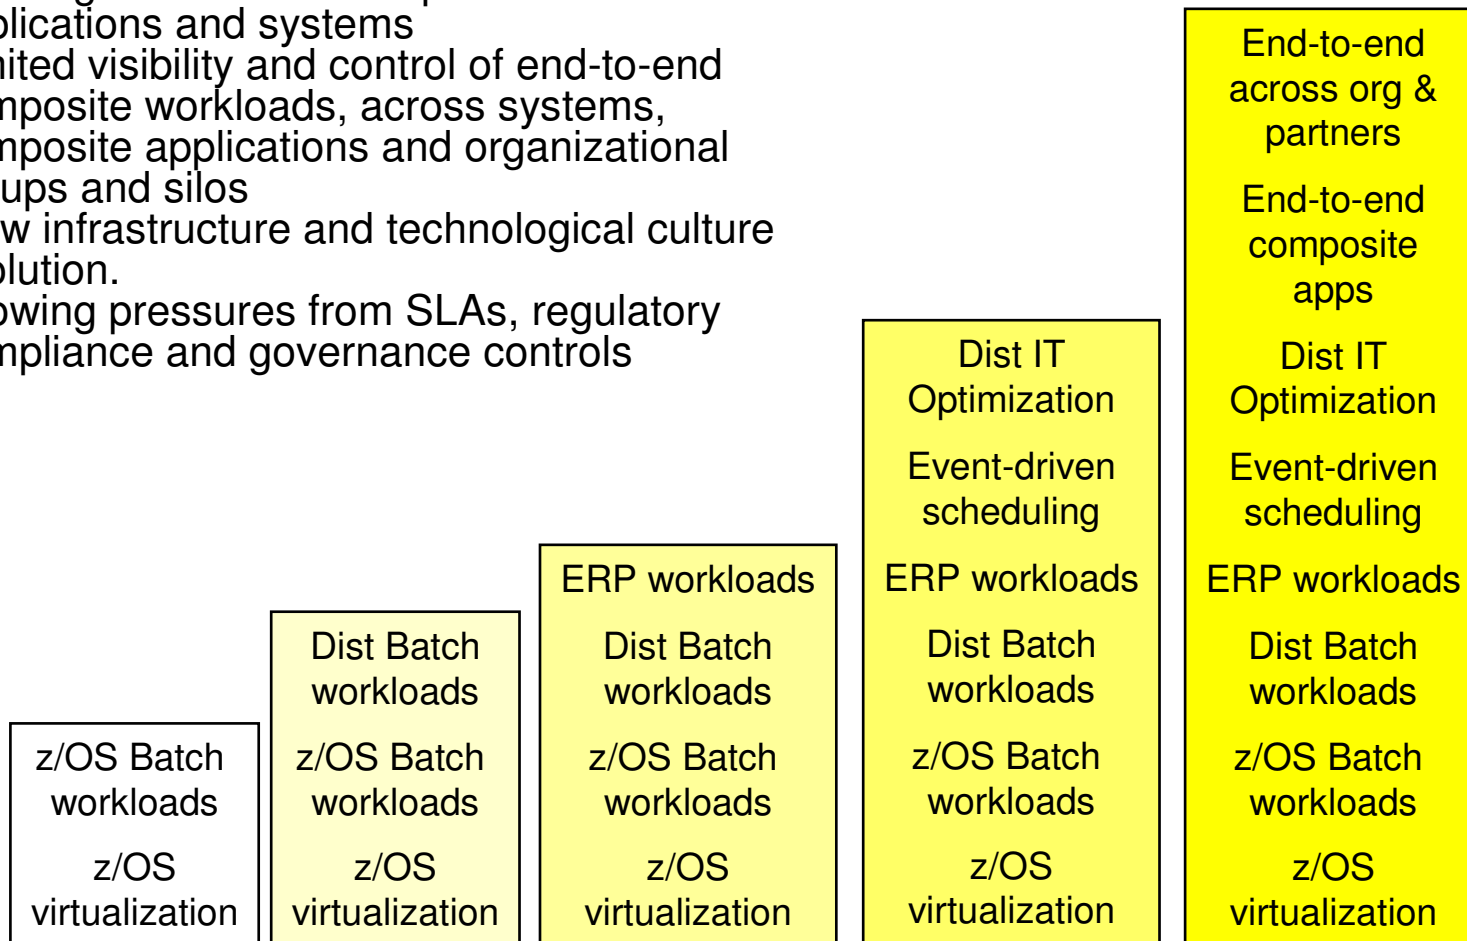 plications and systems
ited visibility and control of end-to-end
mposite workloads, across systems,
mposite applications and organizational
ups and silos
w infrastructure and technological culture
olution.
owing pressures from SLAs, regulatory
mpliance and governance controls
z/OS Batch
workloads
z/OS
virtualization
Dist Batch
workloads
z/OS Batch
workloads
z/OS
virtualization
ERP workloads
Dist Batch
workloads
z/OS Batch
workloads
z/OS
virtualization
Dist IT
Optimization
Event-driven
scheduling
ERP workloads
Dist Batch
workloads
z/OS Batch
workloads
z/OS
virtualization
End-to-end
across org &
partners
End-to-end
composite
apps
Dist IT
Optimization
Event-driven
scheduling
ERP workloads
Dist Batch
workloads
z/OS Batch
workloads
z/OS
virtualization